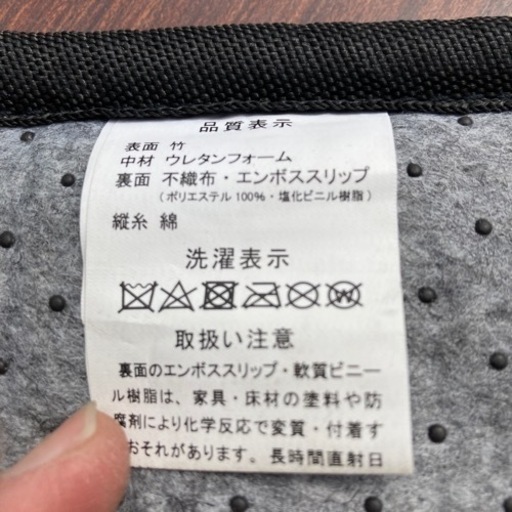 品質表示
表面 竹
中材 ウレタンフォーム
裏面 不織布・エンボススリップ
（ポリエステル100%・塩化ビニル樹脂）
縦糸 綿
洗濯表示
取扱い注意
裏面のエンボススリップ・軟質ビニー
ル樹脂は、家具・床材の塗料や防
腐剤により化学反応で変質・付着す
おそれがあります。長時間直射日